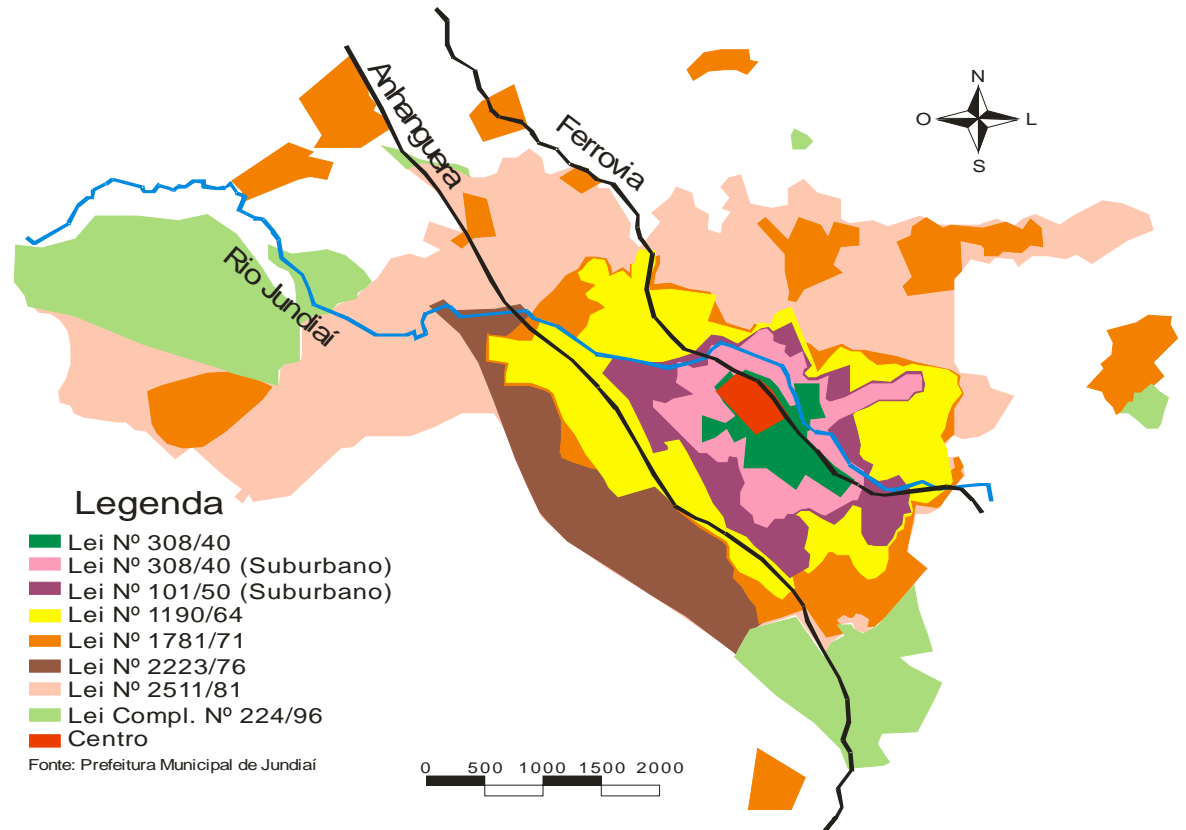 Anhanguera
Ferrovia
N
O
L
S
Rio Jundiaí
Legenda
Lei Nº 308/40
Lei Nº 308/40 (Suburbano)
Lei Nº 101/50 (Suburbano)
Lei Nº 1190/64
Lei Nº 1781/71
Lei Nº 2223/76
Lei Nº 2511/81
Lei Compl. Nº 224/96
Centro
Fonte: Prefeitura Municipal de Jundiaí
0 500 1000 1500 2000